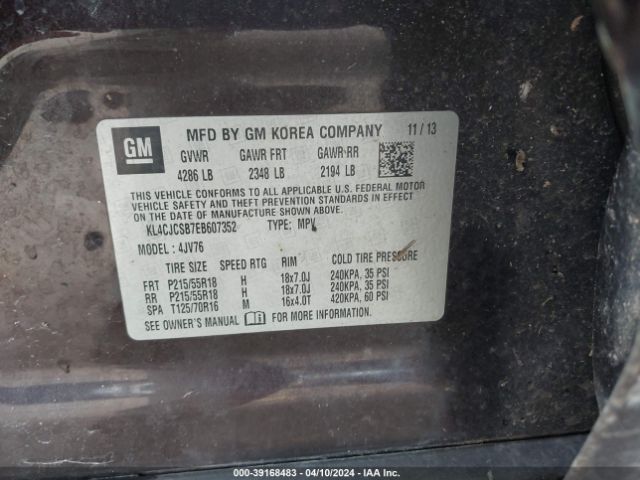 GM MFD BY GM KOREA COMPANY 11 / 13
GVWR GAWR FRT GAWR RR
4286 LB 2348 LB 2194 LB
THIS VEHICLE CONFORMS TO ALL APPLICABLE U.S. FEDERAL MOTOR
VEHICLE SAFETY AND THEFT PREVENTION STANDARDS IN EFFECT ON
THE DATE OF MANUFACTURE SHOWN ABOVE.
KL4CJCSB7EB607352 TYPE: MPV
MODEL : 4JV76
TIRE SIZE SPEED RTG RIM COLD TIRE PRESSURE
FRT P215/55R18 H 18x7.0J 240KPA, 35 PSI
RR P215/55R18 H 18x7.0J 240KPA, 35 PSI
SPA T125/70R16 M 16x4.0T 420KPA, 60 PSI
SEE OWNER'S MANUAL FOR MORE INFORMATION.
000-39168483 - 04/10/2024 - IAA Inc.